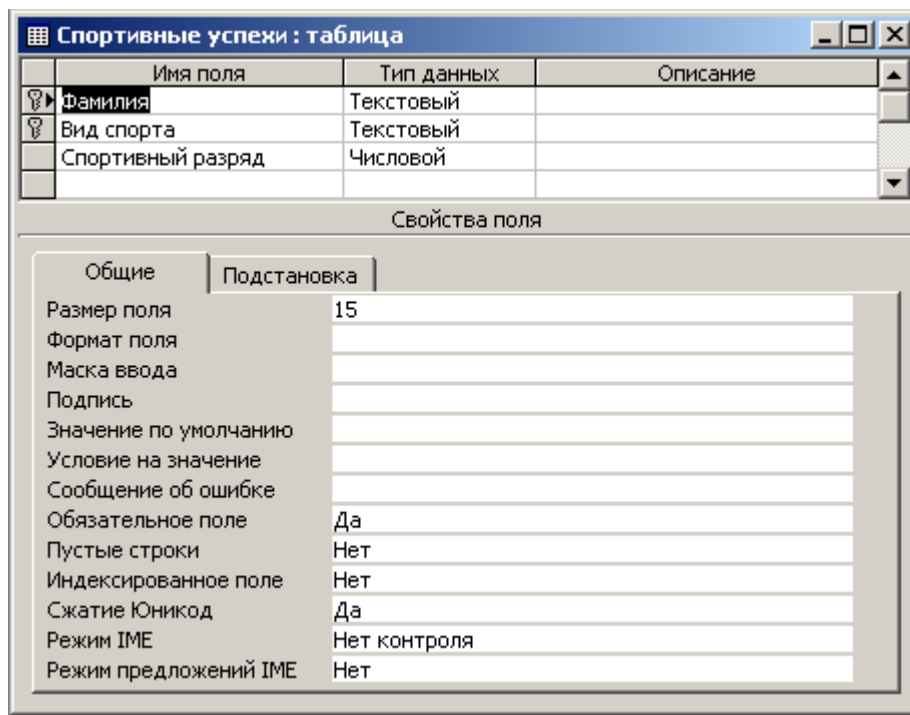 Спортивные успехи : таблица
Имя поля Тип данных Описание
Фамилия Текстовый
Вид спорта Текстовый
Спортивный разряд Числовой
Свойства поля
Общие Подстановка
Размер поля 15
Формат поля
Маска ввода
Подпись
Значение по умолчанию
Условие на значение
Сообщение об ошибке
Обязательное поле Да
Пустые строки Нет
Индексированное поле Нет
Сжатие Юникод Да
Режим IME Нет контроля
Режим предложений IME Нет